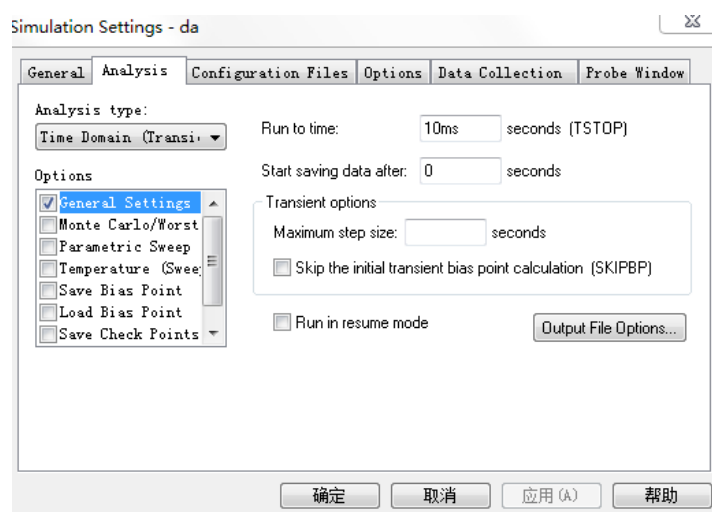 Simulation Settings - da
General Analysis Configuration Files Options Data Collection Probe Window
Analysis type:
Time Domain (Transi
Run to time: 10ms seconds (TSTOP)
Start saving data after: 0 seconds
Options
General Settings
Monte Carlo/Worst
Parametric Sweep
Temperature (Swee
Save Bias Point
Load Bias Point
Save Check Points
Transient options
Maximum step size: seconds
Skip the initial transient bias point calculation (SKIPBP)
Run in resume mode
Output File Options...
确定 取消 应用(A) 帮助